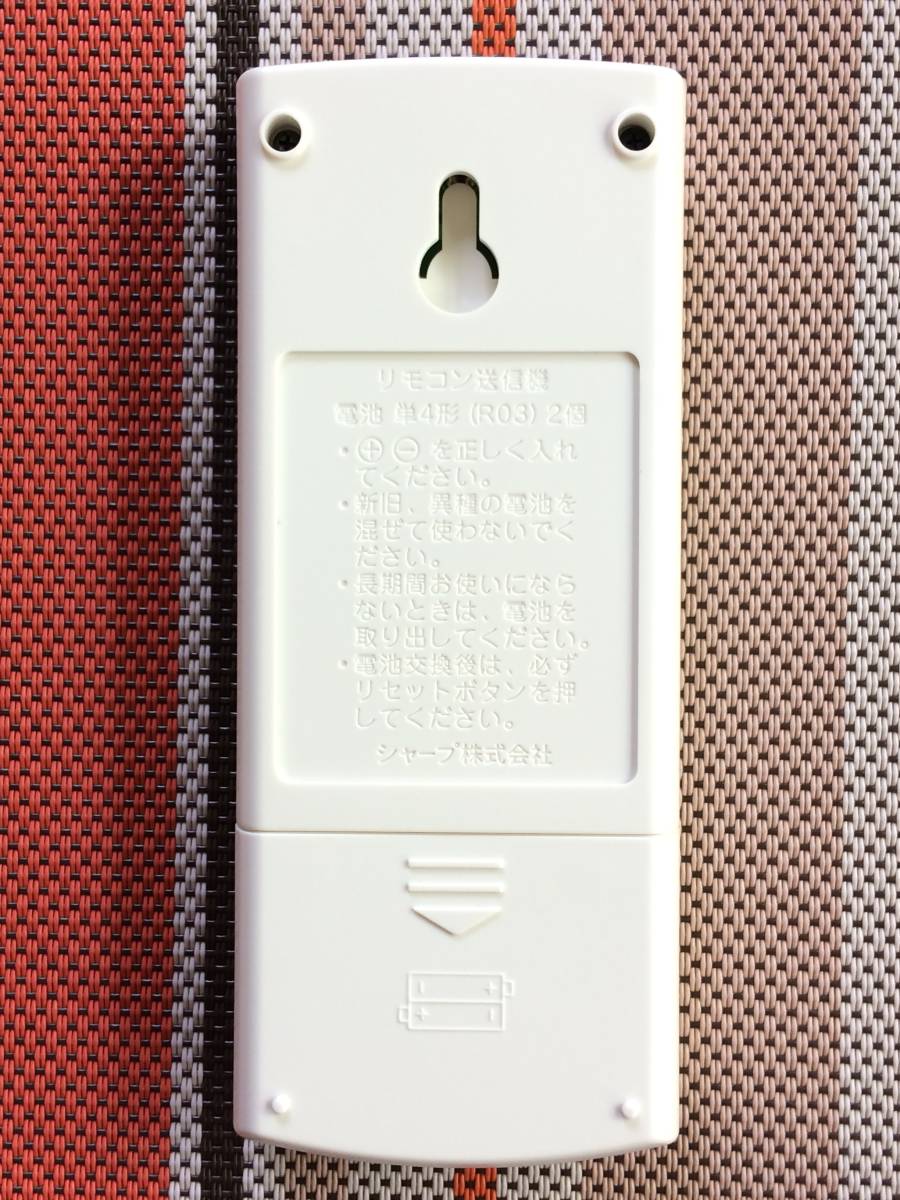 リモコン送信機
電池 単4形 (R03) 2個
・⊕ ⊖ を正しく入れ
てください。
・新旧、異種の電池を
混ぜて使わないでく
ださい。
・長期間お使いになら
ないときは、電池を
取り出してください。
・電池交換後は、必ず
リセットボタンを押
してください。
シャープ株式会社
- +
+ -